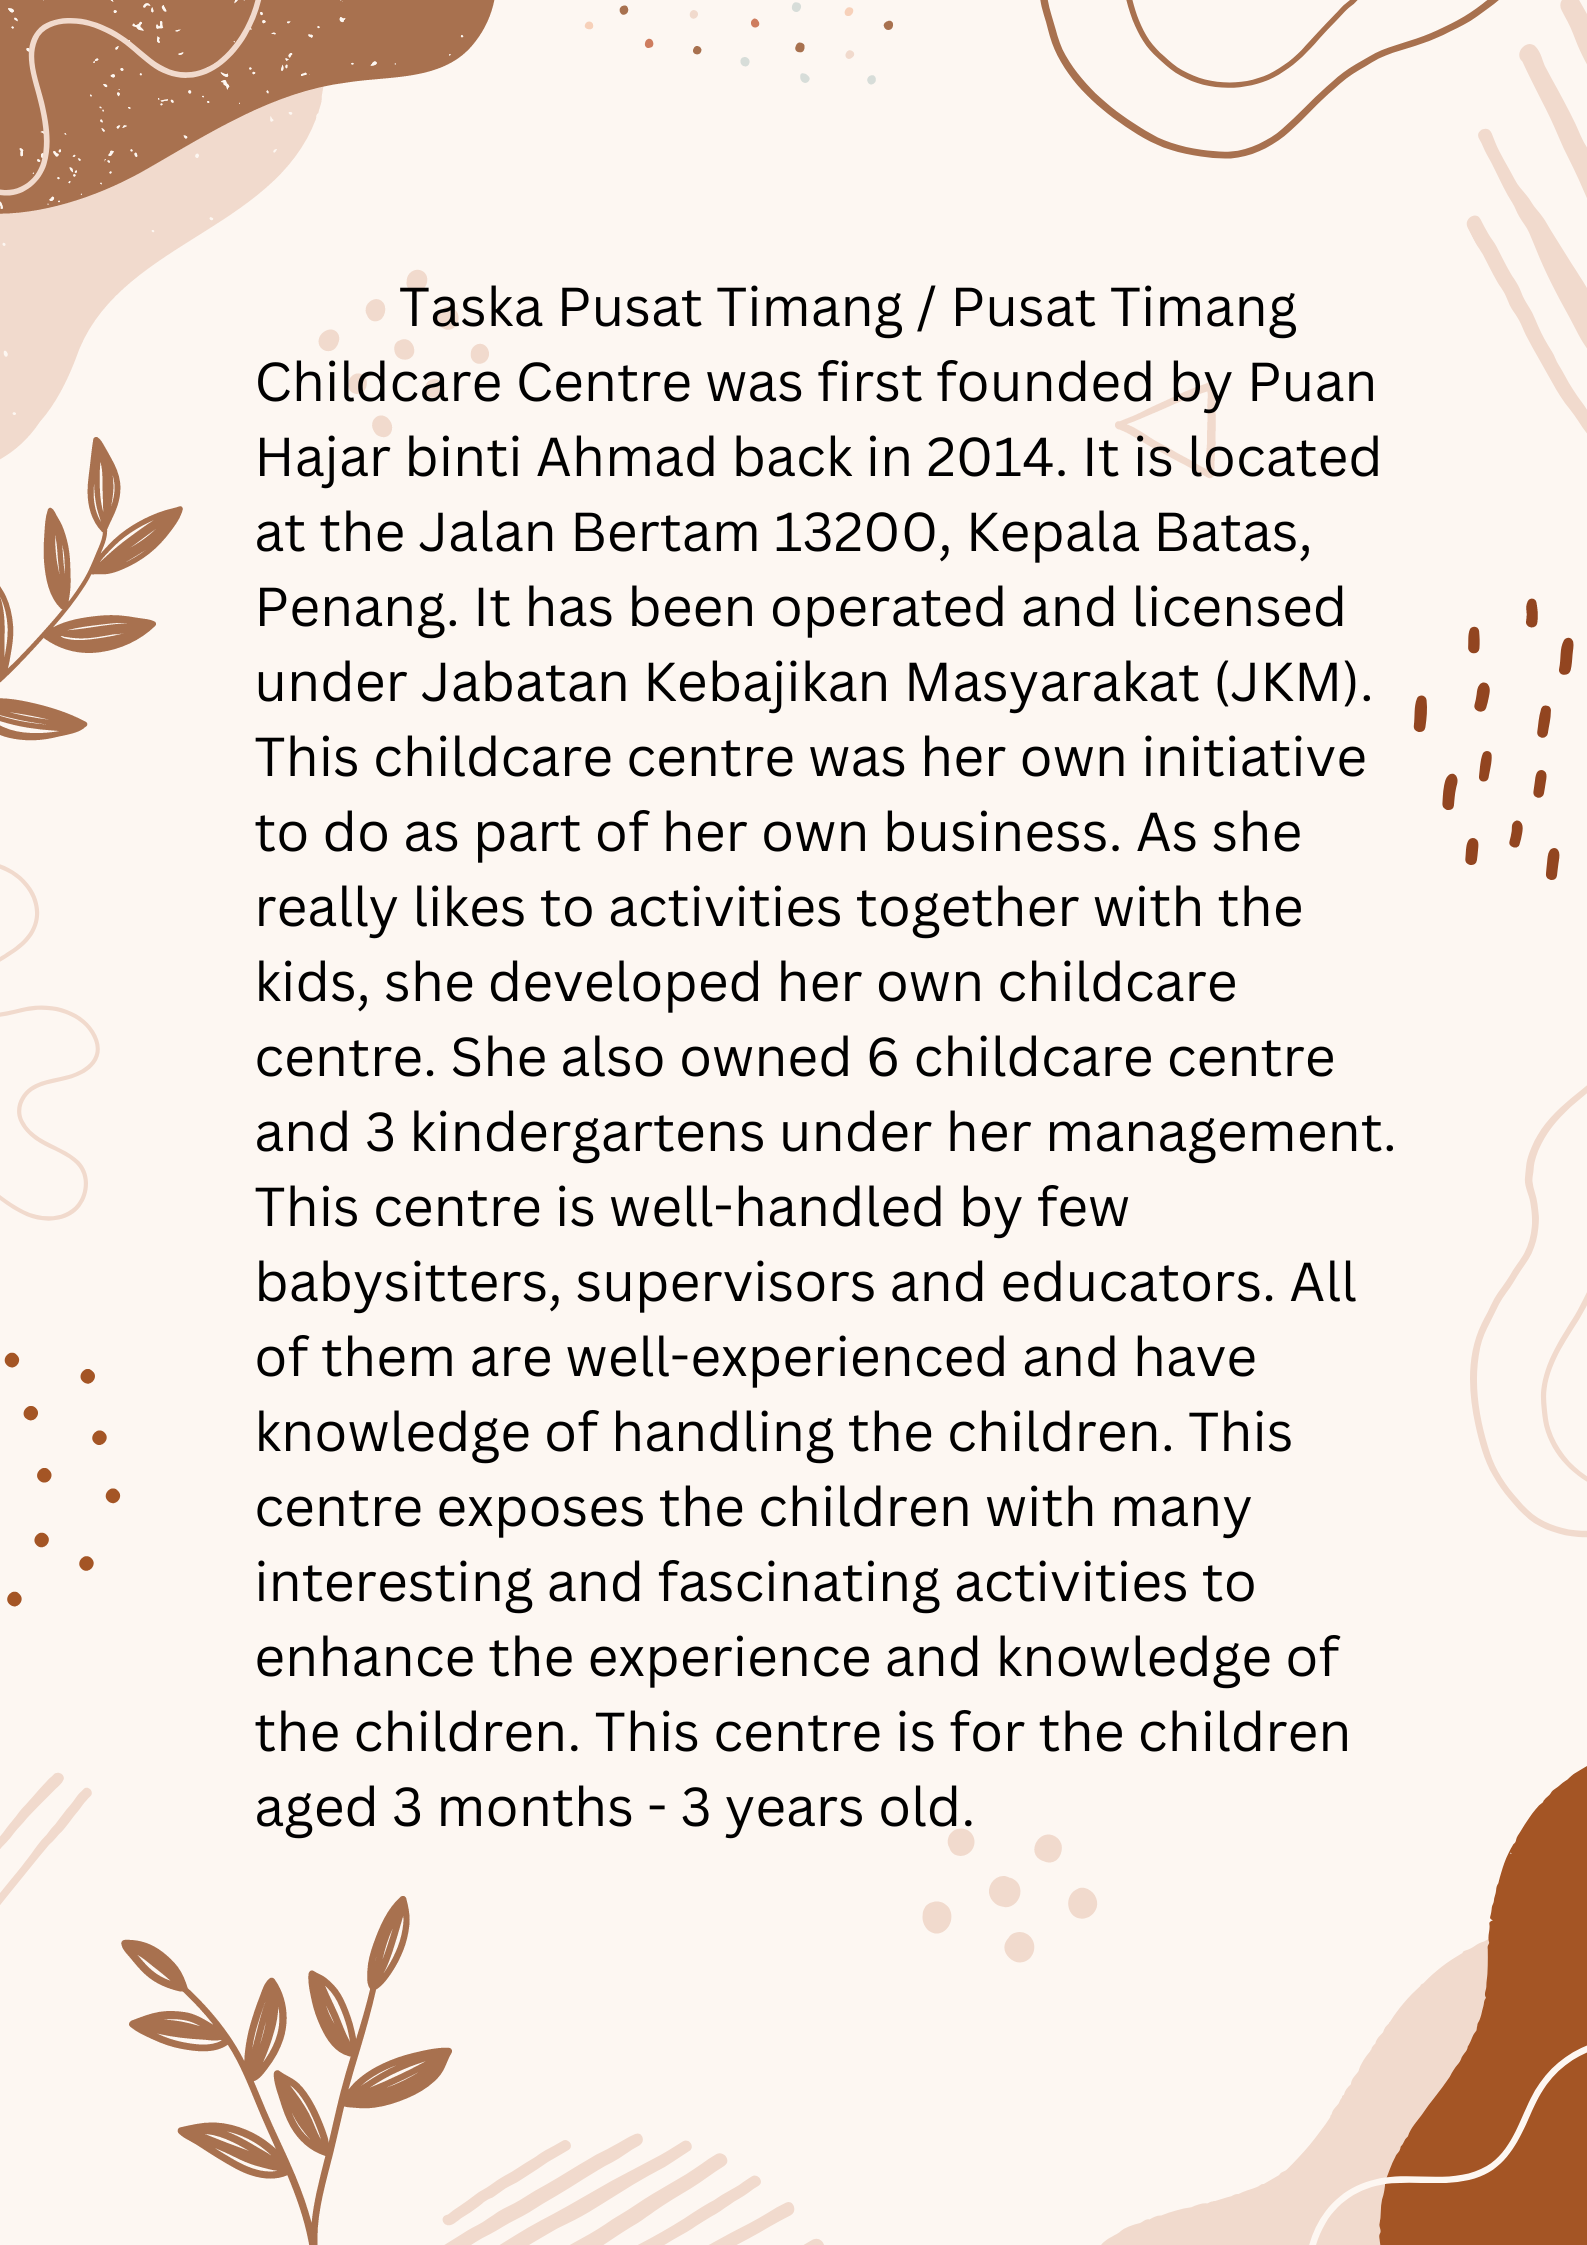 Taska Pusat Timang / Pusat Timang
Childcare Centre was first founded by Puan
Hajar binti Ahmad back in 2014. It is located
at the Jalan Bertam 13200, Kepala Batas,
Penang. It has been operated and licensed
under Jabatan Kebajikan Masyarakat (JKM).
This childcare centre was her own initiative
to do as part of her own business. As she
really likes to activities together with the
kids, she developed her own childcare
centre. She also owned 6 childcare centre
and 3 kindergartens under her management.
This centre is well-handled by few
babysitters, supervisors and educators. All
of them are well-experienced and have
knowledge of handling the children. This
centre exposes the children with many
interesting and fascinating activities to
enhance the experience and knowledge of
the children. This centre is for the children
aged 3 months - 3 years old.